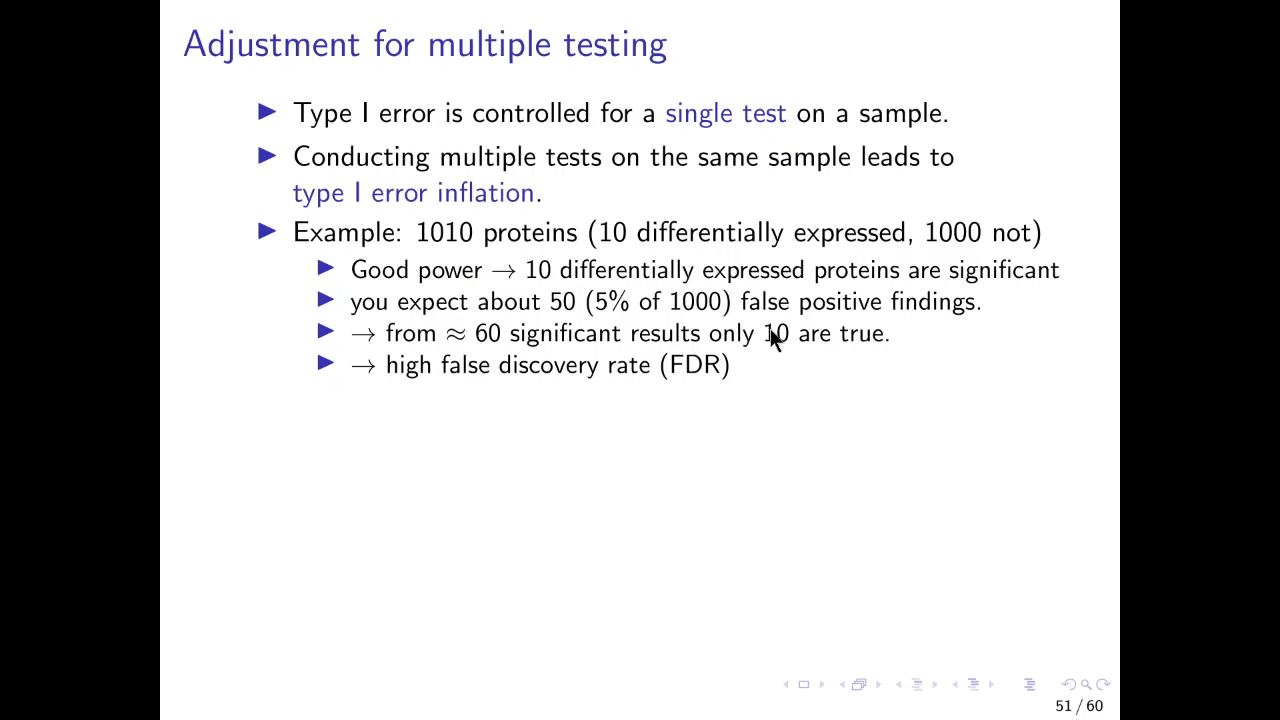 Adjustment for multiple testing
Type I error is controlled for a single test on a sample.
Conducting multiple tests on the same sample leads to
type I error inflation.
Example: 1010 proteins (10 differentially expressed, 1000 not)
Good power → 10 differentially expressed proteins are significant
you expect about 50 (5% of 1000) false positive findings.
→ from ≈ 60 significant results only 10 are true.
→ high false discovery rate (FDR)
51 / 60